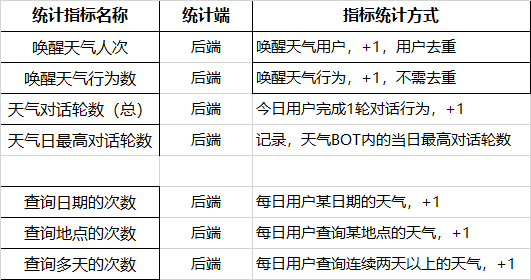 统计指标名称 统计端 指标统计方式
唤醒天气人次 后端 唤醒天气用户，+1，用户去重
唤醒天气行为数 后端 唤醒天气行为，+1，不需去重
天气对话轮数（总） 后端 今日用户完成1轮对话行为，+1
天气日最高对话轮数 后端 记录，天气BOT内的当日最高对话轮数
查询日期的次数 后端 每日用户某日期的天气，+1
查询地点的次数 后端 每日用户查询某地点的天气，+1
查询多天的次数 后端 每日用户查询连续两天以上的天气，+1